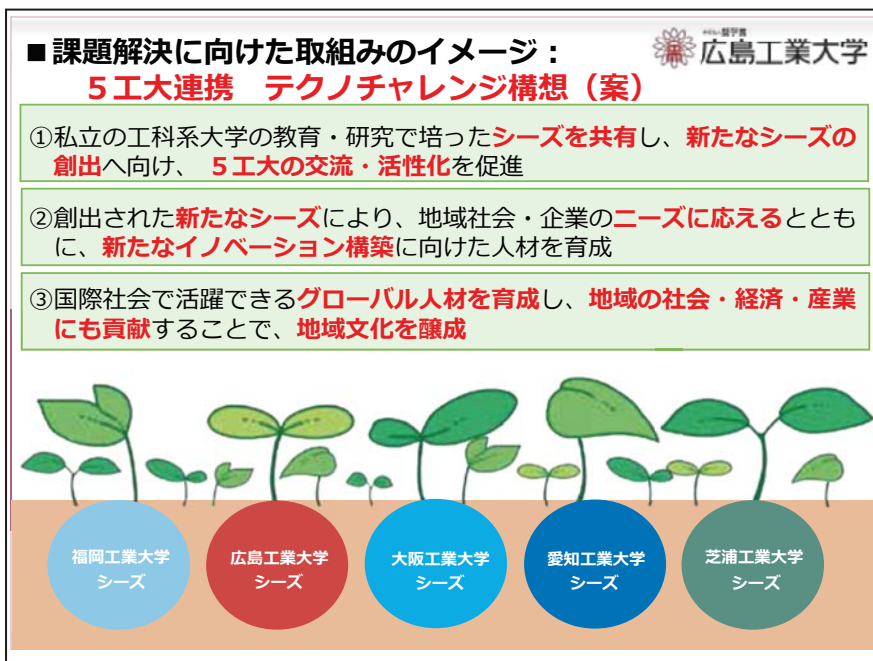 ■課題解決に向けた取組みのイメージ：
広島工業大学
５工大連携　テクノチャレンジ構想（案）
①私立の工科系大学の教育・研究で培ったシーズを共有し、新たなシーズの
創出へ向け、 ５工大の交流・活性化を促進
②創出された新たなシーズにより、地域社会・企業のニーズに応えるととも
に、新たなイノベーション構築に向けた人材を育成
③国際社会で活躍できるグローバル人材を育成し、地域の社会・経済・産業
にも貢献することで、地域文化を醸成
福岡工業大学
シーズ
広島工業大学
シーズ
大阪工業大学
シーズ
愛知工業大学
シーズ
芝浦工業大学
シーズ